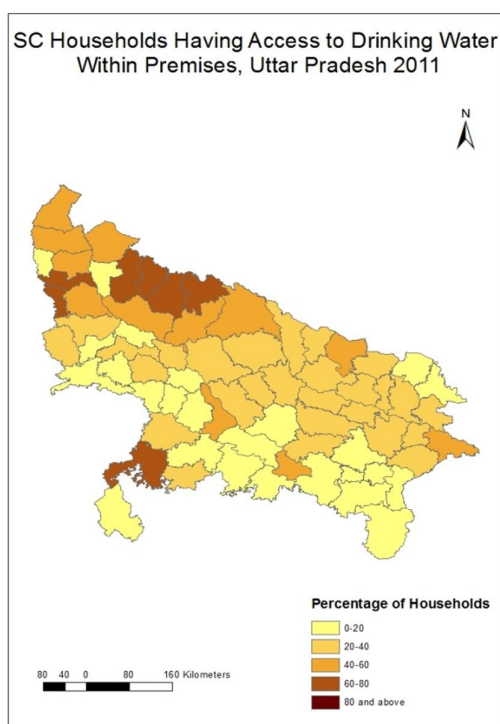 SC Households Having Access to Drinking Water
Within Premises, Uttar Pradesh 2011
N
Percentage of Households
0-20
20-40
40-60
60-80
80 and above
80 40 0 80 160 Kilometers